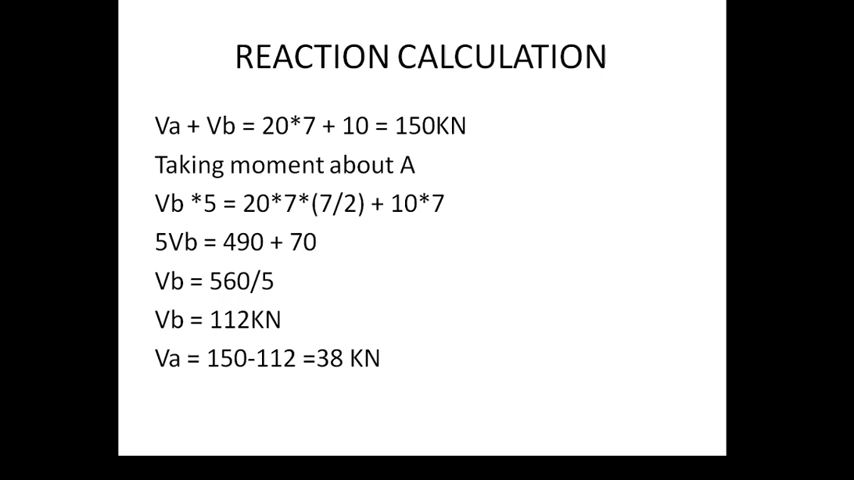 REACTION CALCULATION
Va + Vb = 20*7 + 10 = 150KN
Taking moment about A
Vb *5 = 20*7*(7/2) + 10*7
5Vb = 490 + 70
Vb = 560/5
Vb = 112KN
Va = 150-112 =38 KN